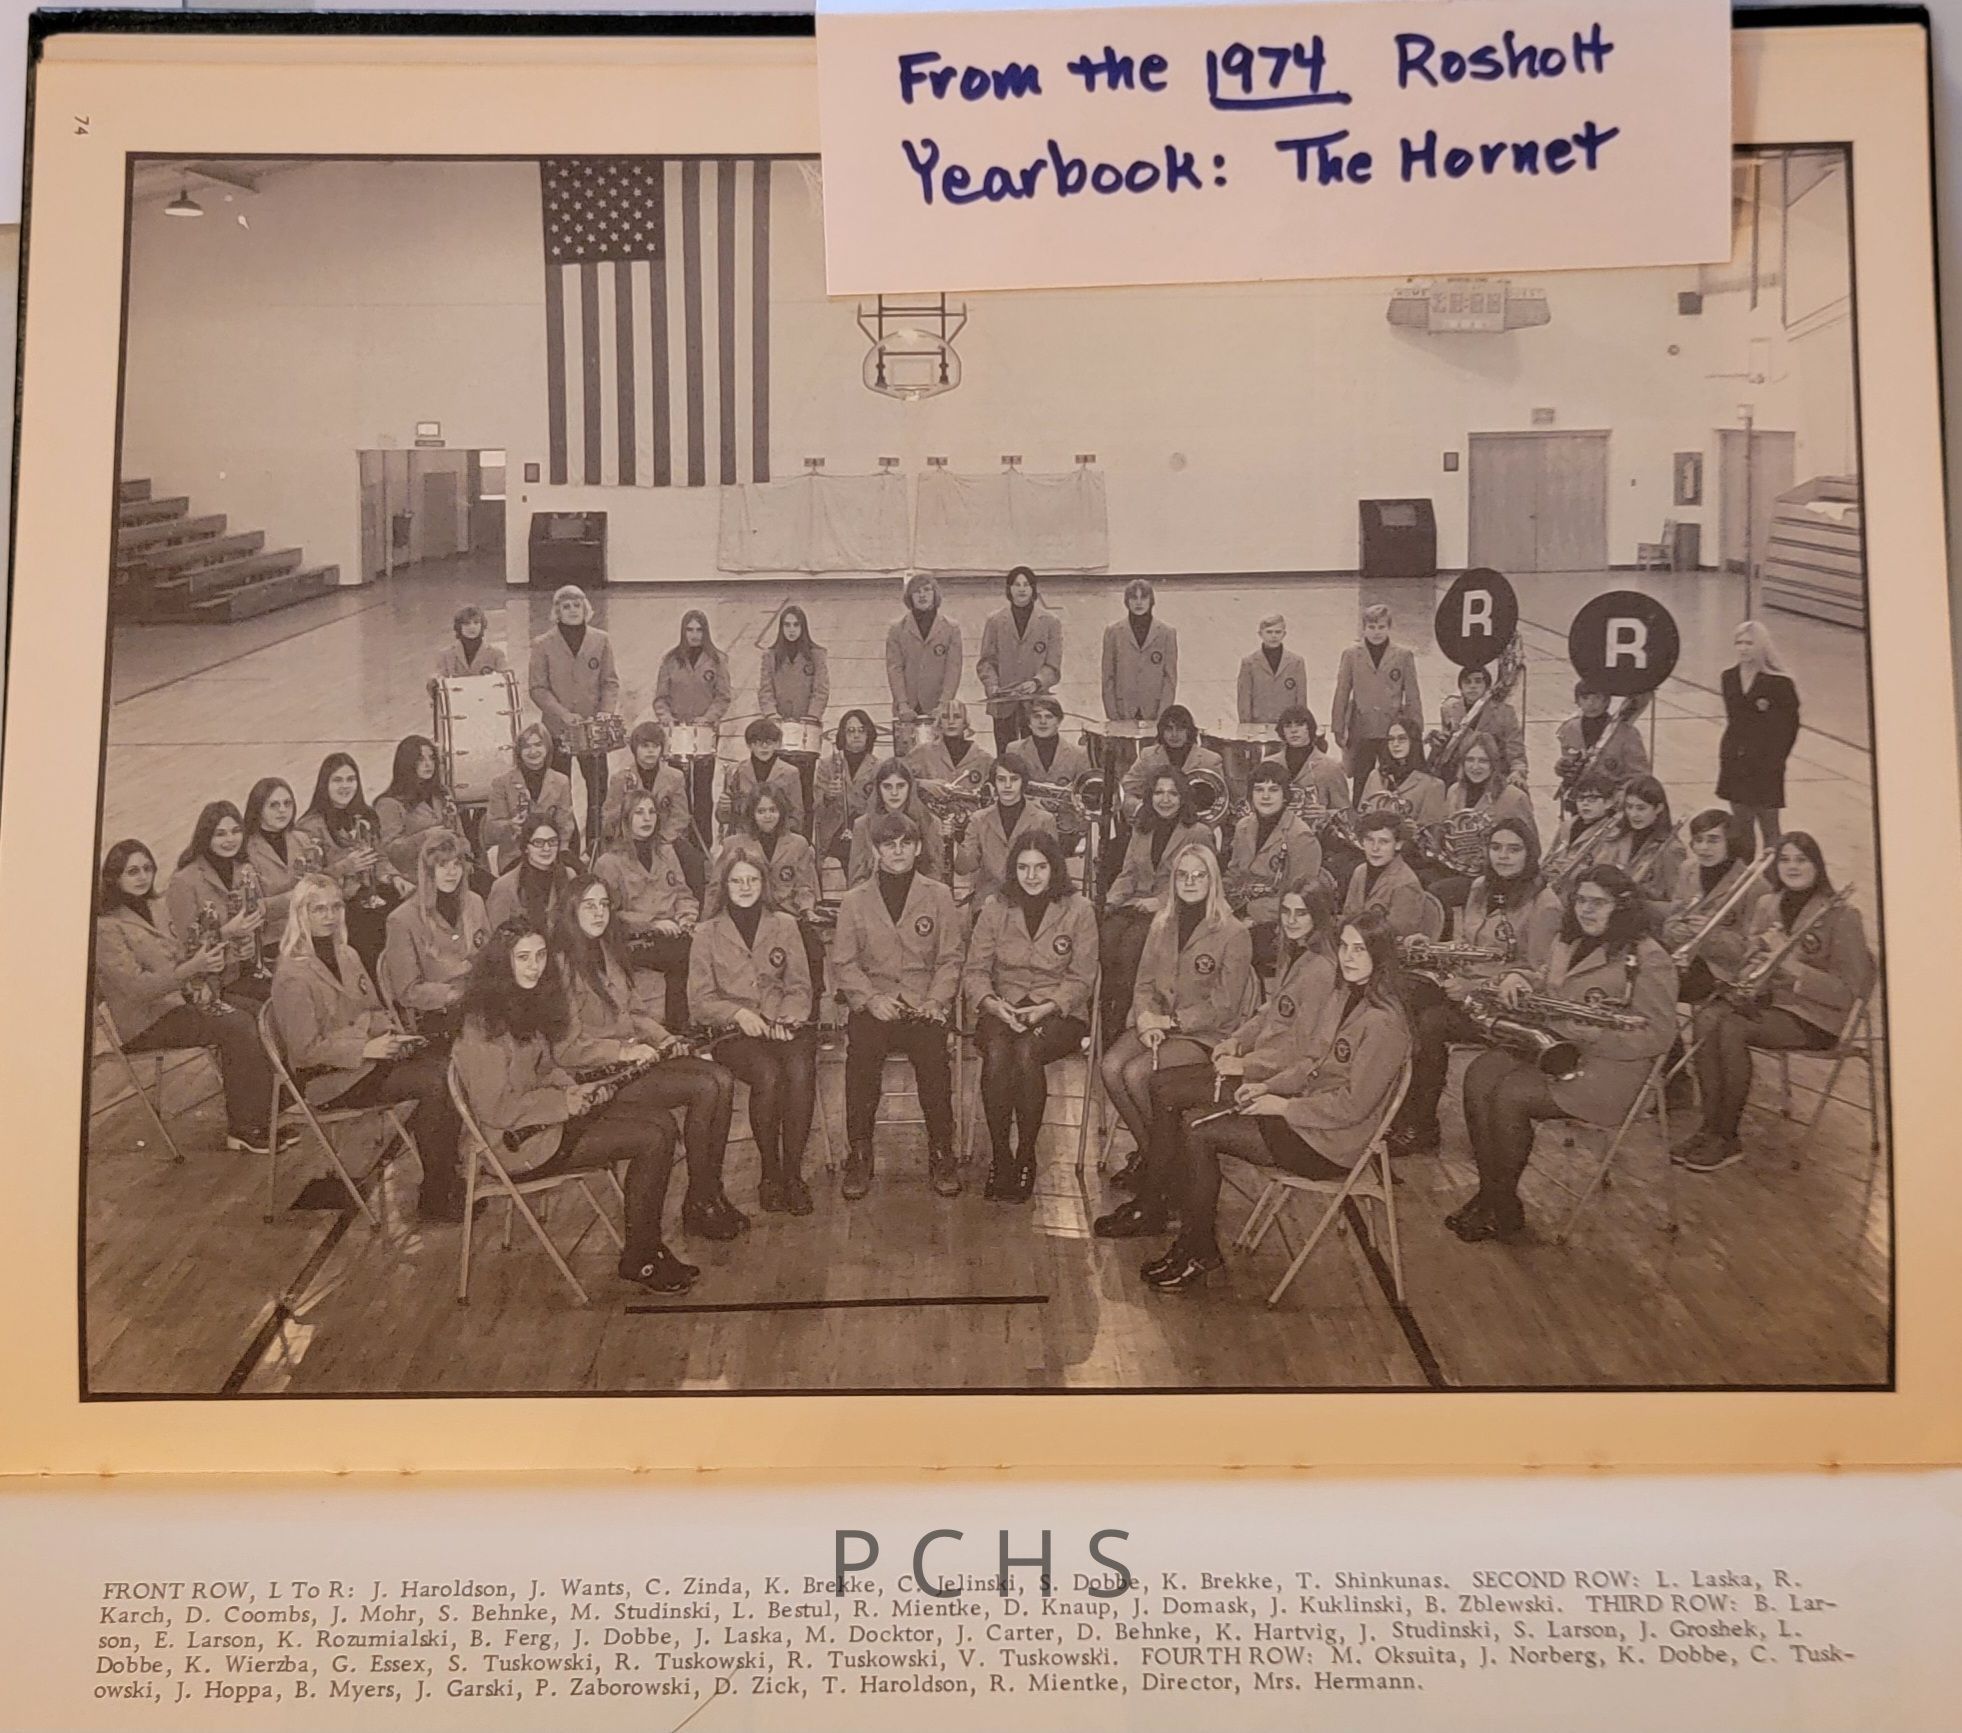 From the 1974 Rosholt
Yearbook: The Hornet
74
HOME
GUEST
R
R
PCHS
FRONT ROW, L To R: J. Haroldson, J. Wants, C. Zinda, K. Brekke, C. Jelinski, S. Dobbe, K. Brekke, T. Shinkunas. SECOND ROW: L. Laska, R.
Karch, D. Coombs, J. Mohr, S. Behnke, M. Studinski, L. Bestul, R. Mientke, D. Knaup, J. Domask, J. Kuklinski, B. Zblewski. THIRD ROW: B. Lar-
son, E. Larson, K. Rozumialski, B. Ferg, J. Dobbe, J. Laska, M. Docktor, J. Carter, D. Behnke, K. Hartvig, J. Studinski, S. Larson, J. Groshek, L.
Dobbe, K. Wierzba, G. Essex, S. Tuskowski, R. Tuskowski, R. Tuskowski, V. Tuskowski. FOURTH ROW: M. Oksuita, J. Norberg, K. Dobbe, C. Tusk-
owski, J. Hoppa, B. Myers, J. Garski, P. Zaborowski, D. Zick, T. Haroldson, R. Mientke, Director, Mrs. Hermann.